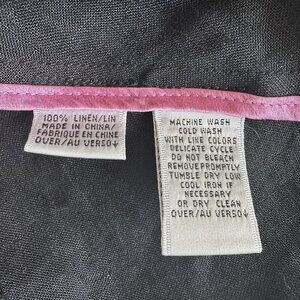 100% LINEN/LIN
MADE IN CHINA/
FABRIQUE EN CHINE
OVER/AU VERSO↓
MACHINE WASH
COLD WASH
WITH LIKE COLORS
DELICATE CYCLE
DO NOT BLEACH
REMOVE PROMPTLY
TUMBLE DRY LOW
COOL IRON IF
NECESSARY
OR DRY CLEAN
OVER/AU VERSO↓